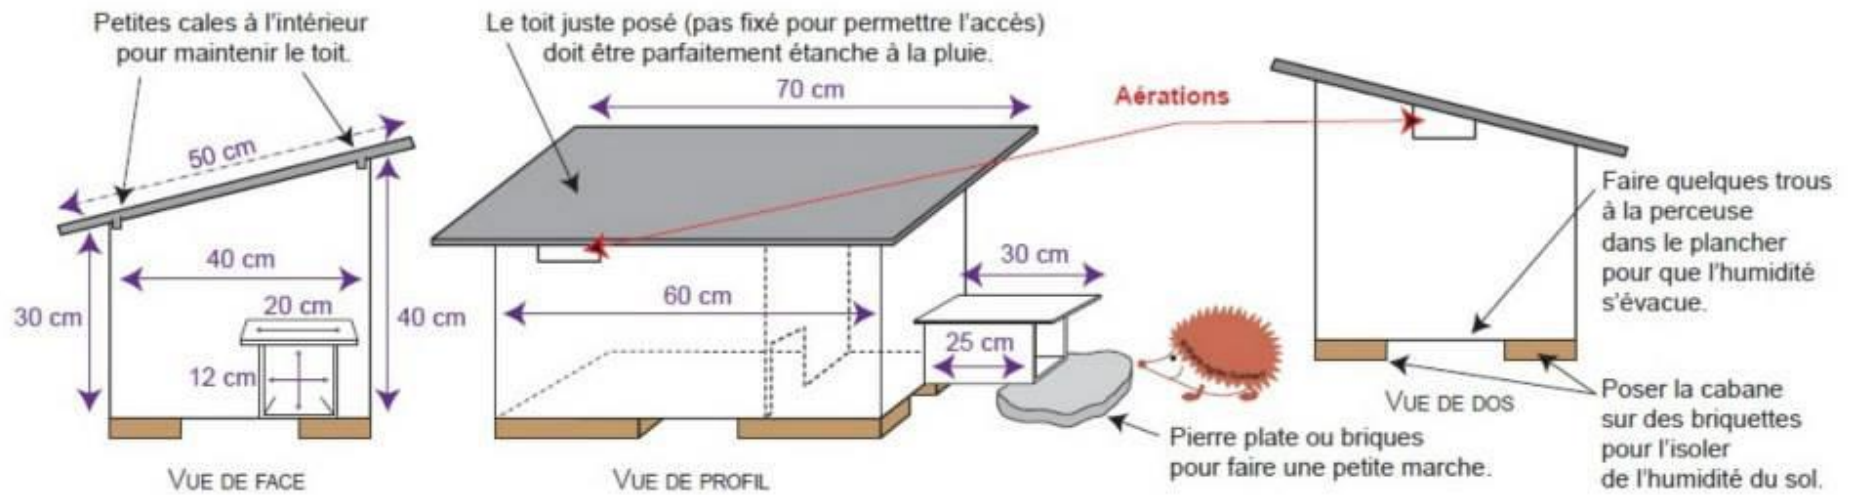 Petites cales à l'intérieur
pour maintenir le toit.
50 cm
40 cm
30 cm
20 cm
12 cm
40 cm
VUE DE FACE
Le toit juste posé (pas fixé pour permettre l'accès)
doit être parfaitement étanche à la pluie.
70 cm
60 cm
30 cm
25 cm
Pierre plate ou briques
pour faire une petite marche.
VUE DE PROFIL
Aérations
Faire quelques trous
à la perceuse
dans le plancher
pour que l'humidité
s'évacue.
VUE DE DOS
Poser la cabane
sur des briquettes
pour l'isoler
de l'humidité du sol.